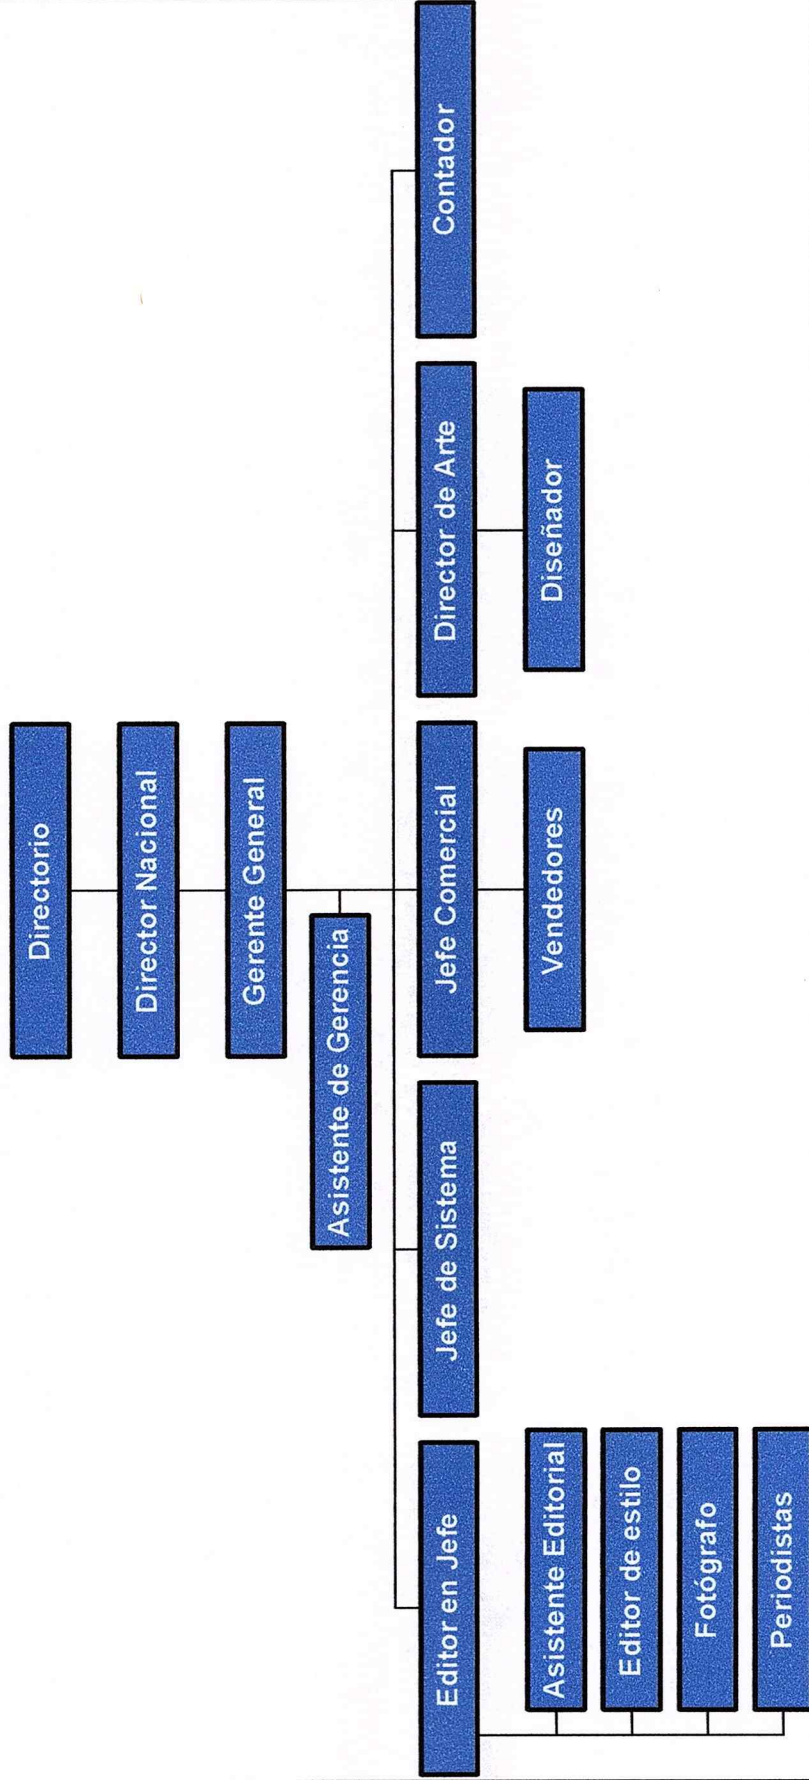 Directorio
Director Nacional
Gerente General
Asistente de Gerencia
Editor en Jefe
Jefe de Sistema
Jefe Comercial
Director de Arte
Contador
Asistente Editorial
Editor de estilo
Fotógrafo
Periodistas
Vendedores
Diseñador